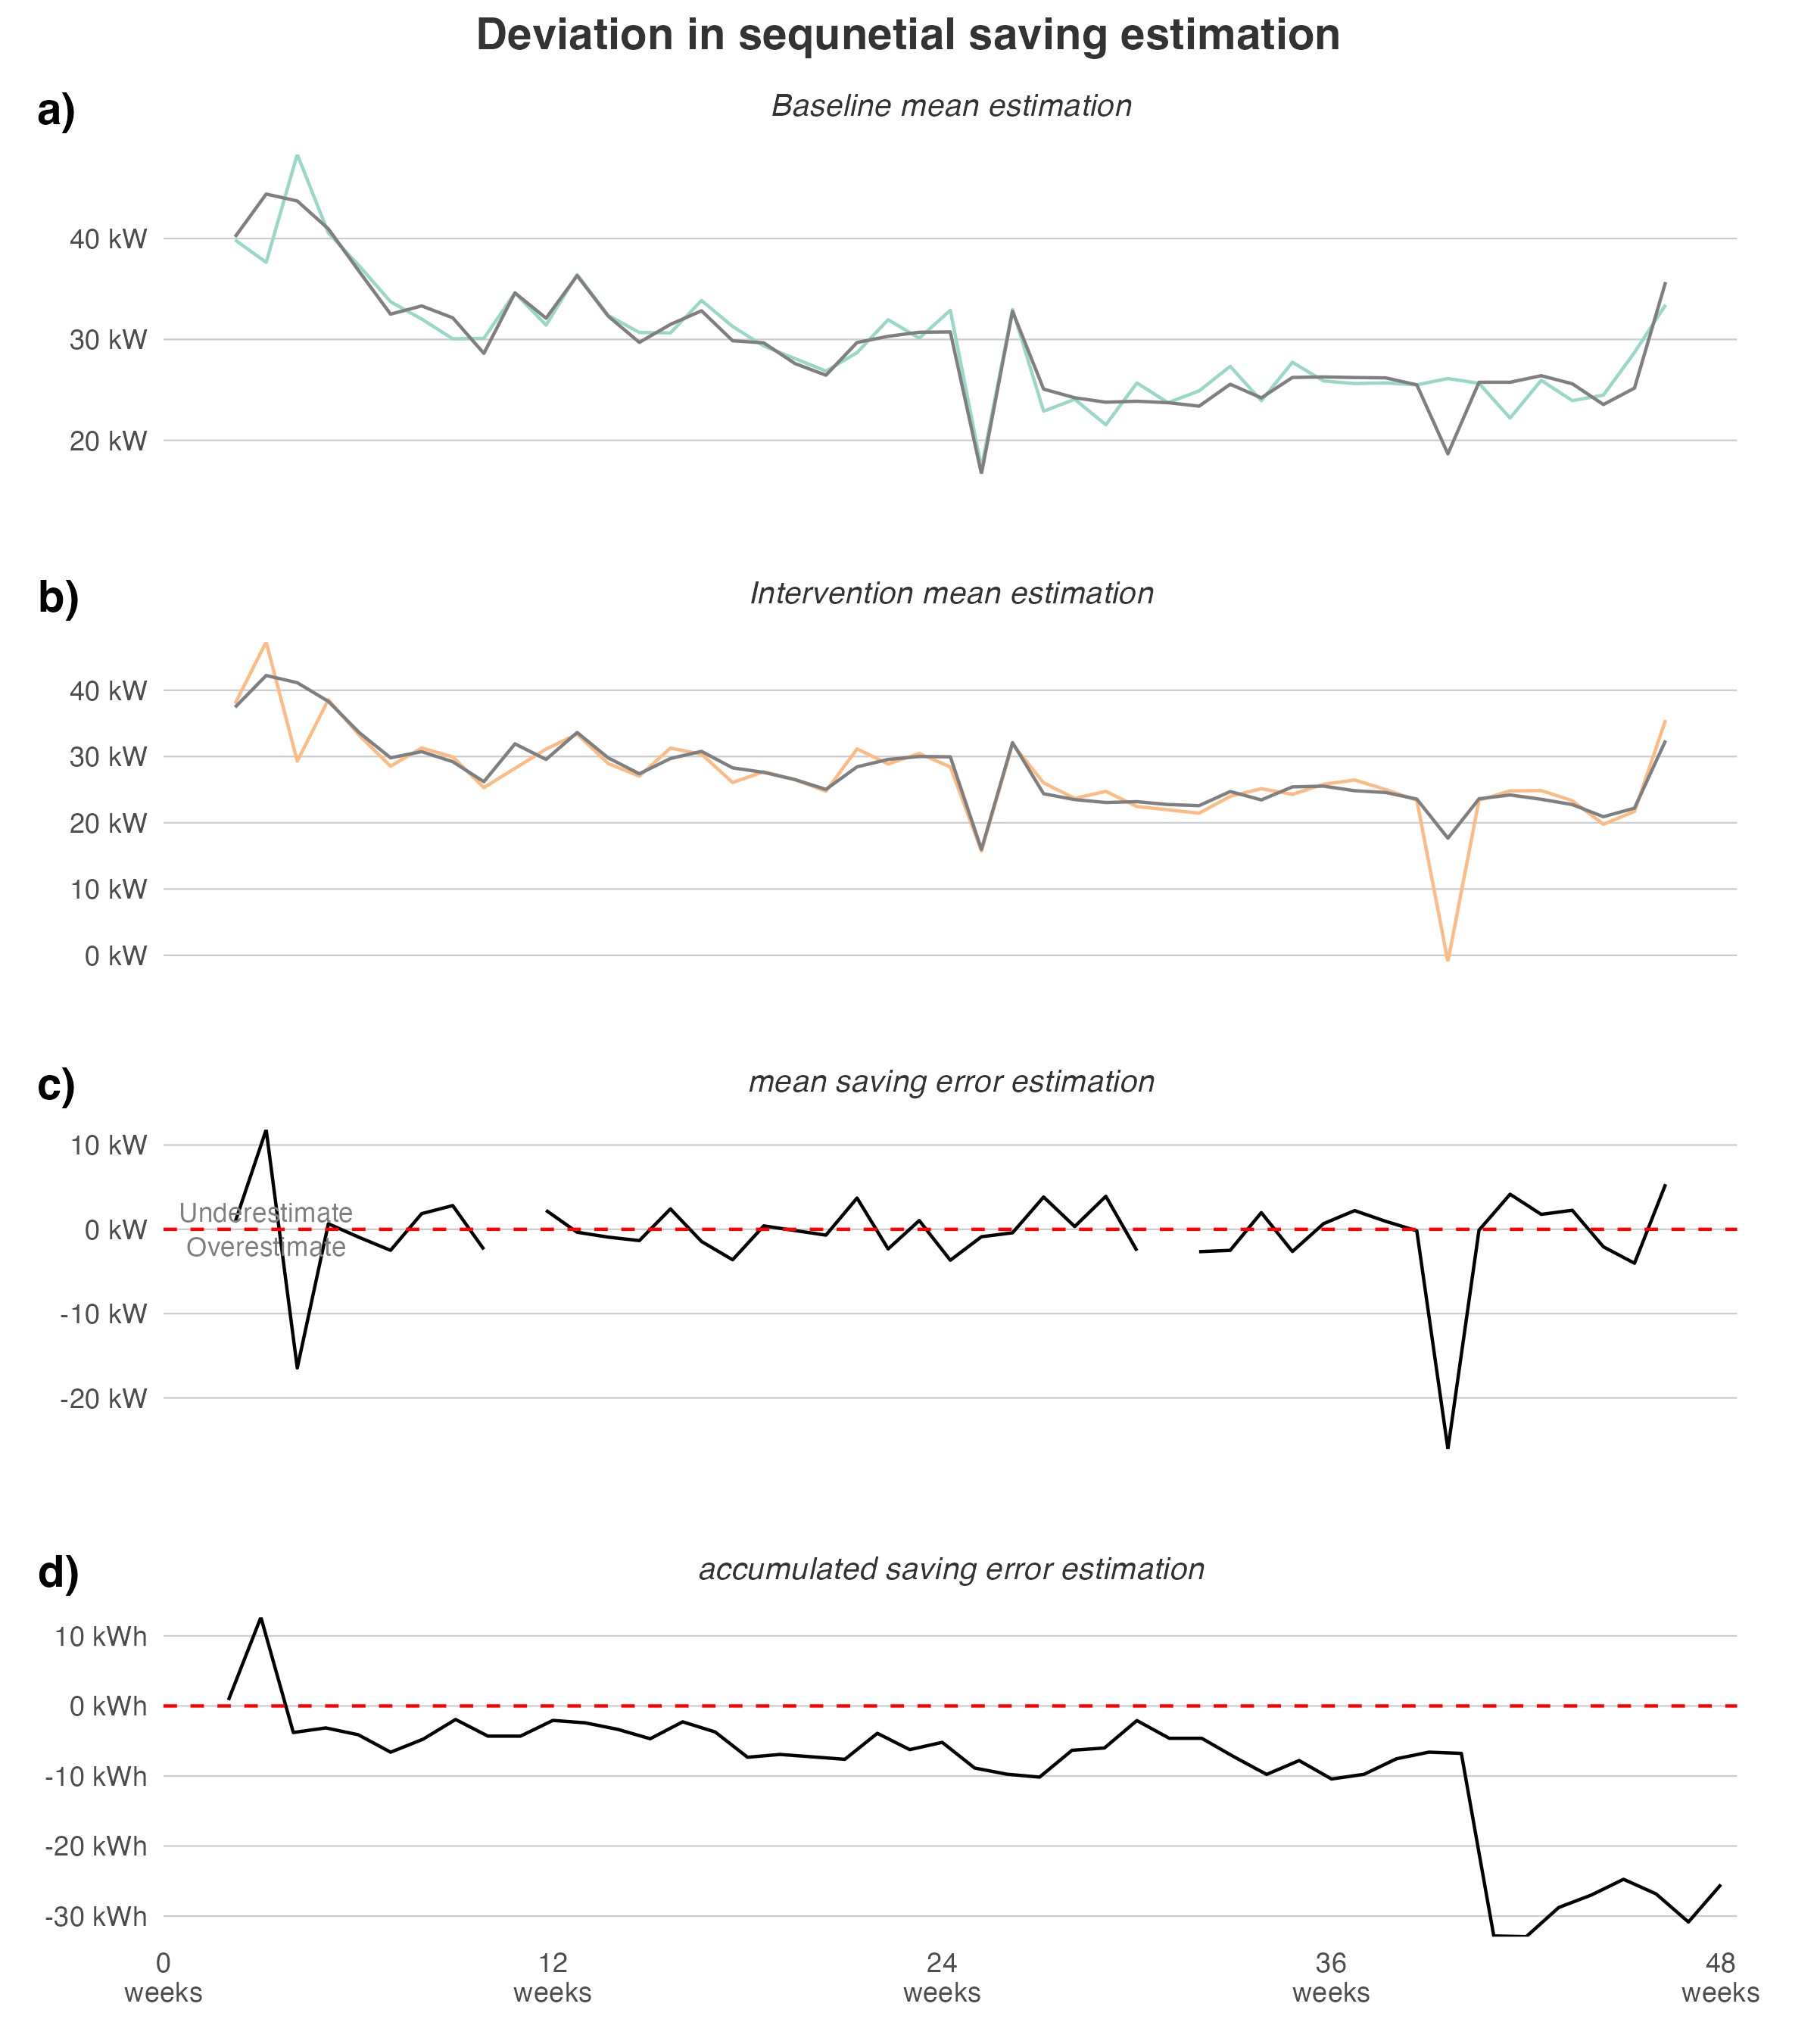 Deviation in sequnetial saving estimation
a)
Baseline mean estimation
40 kW
30 kW
20 kW
b)
Intervention mean estimation
40 kW
30 kW
20 kW
10 kW
0 kW
c)
mean saving error estimation
10 kW
Underestimate
0 kW
Overestimate
-10 kW
-20 kW
d)
accumulated saving error estimation
10 kWh
0 kWh
-10 kWh
-20 kWh
-30 kWh
0 12 24 36 48
weeks weeks weeks weeks weeks